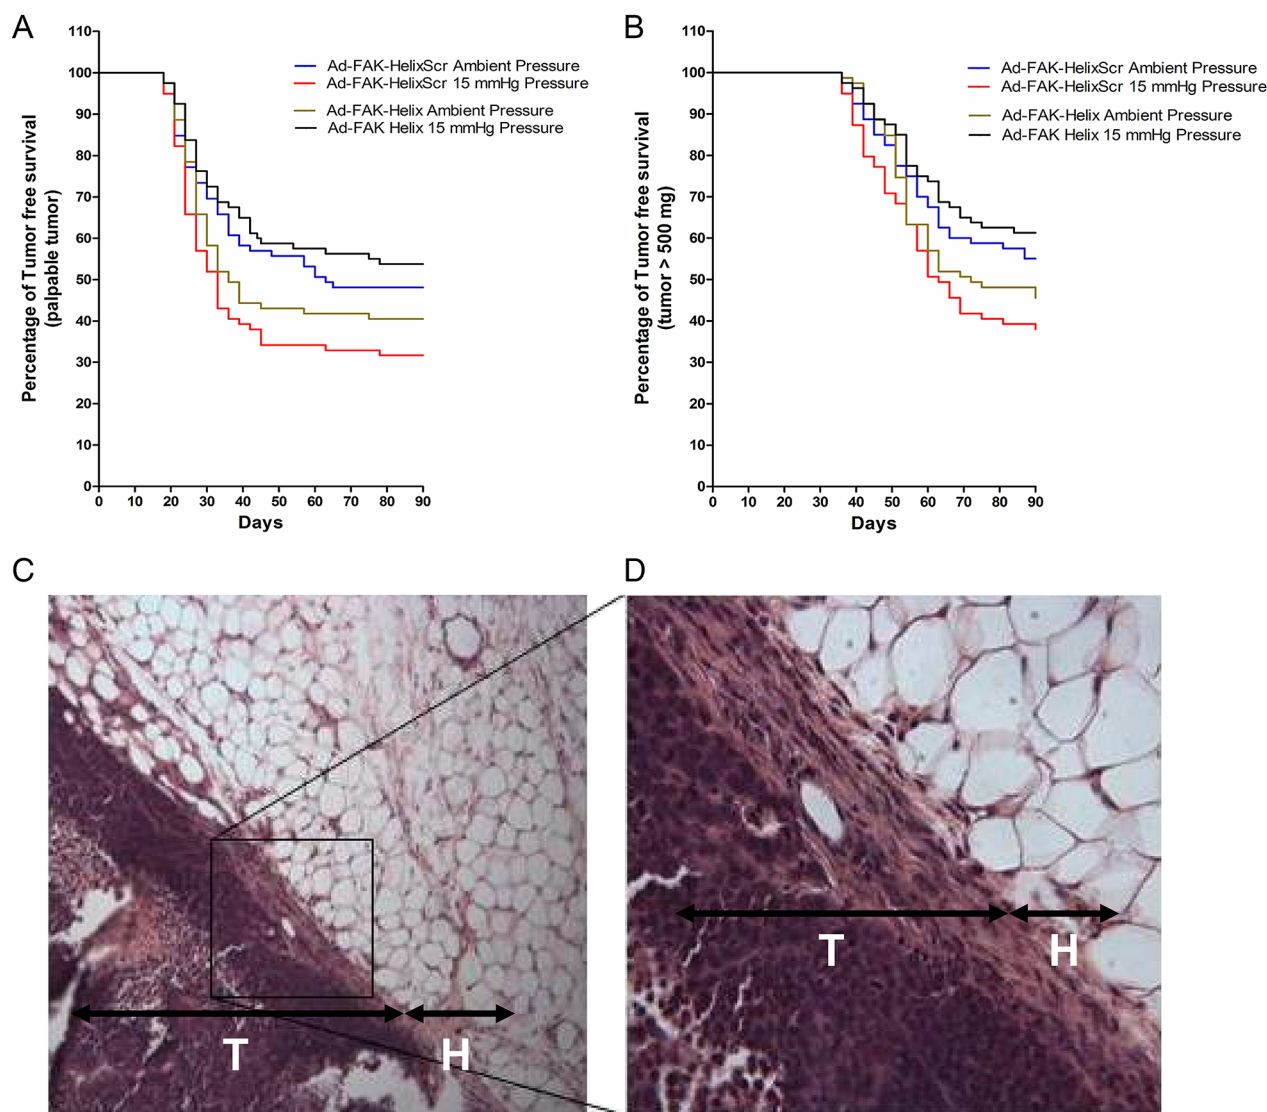 A
110
100
90
80
70
60
50
40
30
20
10
0
0 10 20 30 40 50 60 70 80 90
Days
Percentage of Tumor free survival
(palpable tumor)
Ad-FAK-HelixScr Ambient Pressure
Ad-FAK-HelixScr 15 mmHg Pressure
Ad-FAK-Helix Ambient Pressure
Ad-FAK Helix 15 mmHg Pressure
B
110
100
90
80
70
60
50
40
30
20
10
0
0 10 20 30 40 50 60 70 80 90
Days
Percentage of Tumor free survival
(tumor > 500 mg)
Ad-FAK-HelixScr Ambient Pressure
Ad-FAK-HelixScr 15 mmHg Pressure
Ad-FAK-Helix Ambient Pressure
Ad-FAK Helix 15 mmHg Pressure
C
T H
D
T H